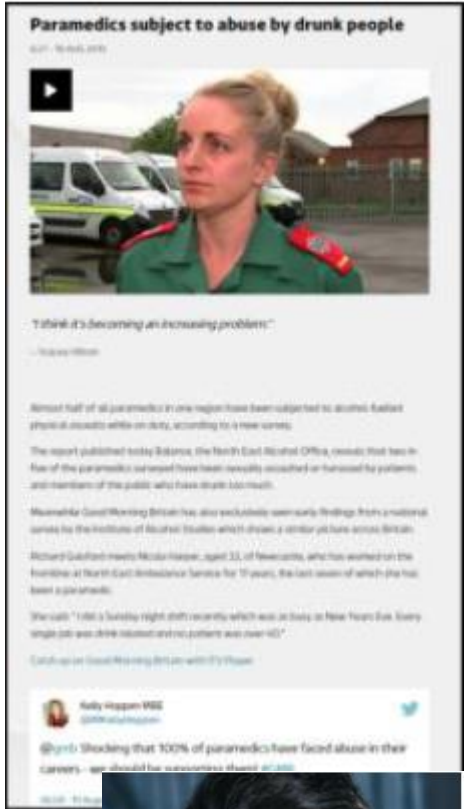 Paramedics subject to abuse by drunk people
"I think it's becoming an increasing problem."
Almost half of all paramedics in one region have been subjected to alcohol-fuelled
physical assaults while on duty, according to a new survey.
The report published today Balance, the North East Alcohol Office, reveals that two in
five of the paramedics surveyed have been sexually assaulted or harassed by patients
and members of the public who have drunk too much.
Meanwhile Good Morning Britain has also exclusively seen early findings from a national
survey by the Institute of Alcohol Studies which shows a similar picture across Britain.
Richard Gaisford meets Nicola Harper, aged 33, of Newcastle, who has worked on the
frontline at North East Ambulance Service for 17 years, the last seven of which she has
been a paramedic.
She said: "I did a Sunday night shift recently which was as busy as New Years Eve. Every
single job was drink related and no patient was over 40."
Catch up on Good Morning Britain with ITV Player
Kelly Hoppen MBE
@gmb Shocking that 100% of paramedics have faced abuse in their
careers - we should be supporting them!